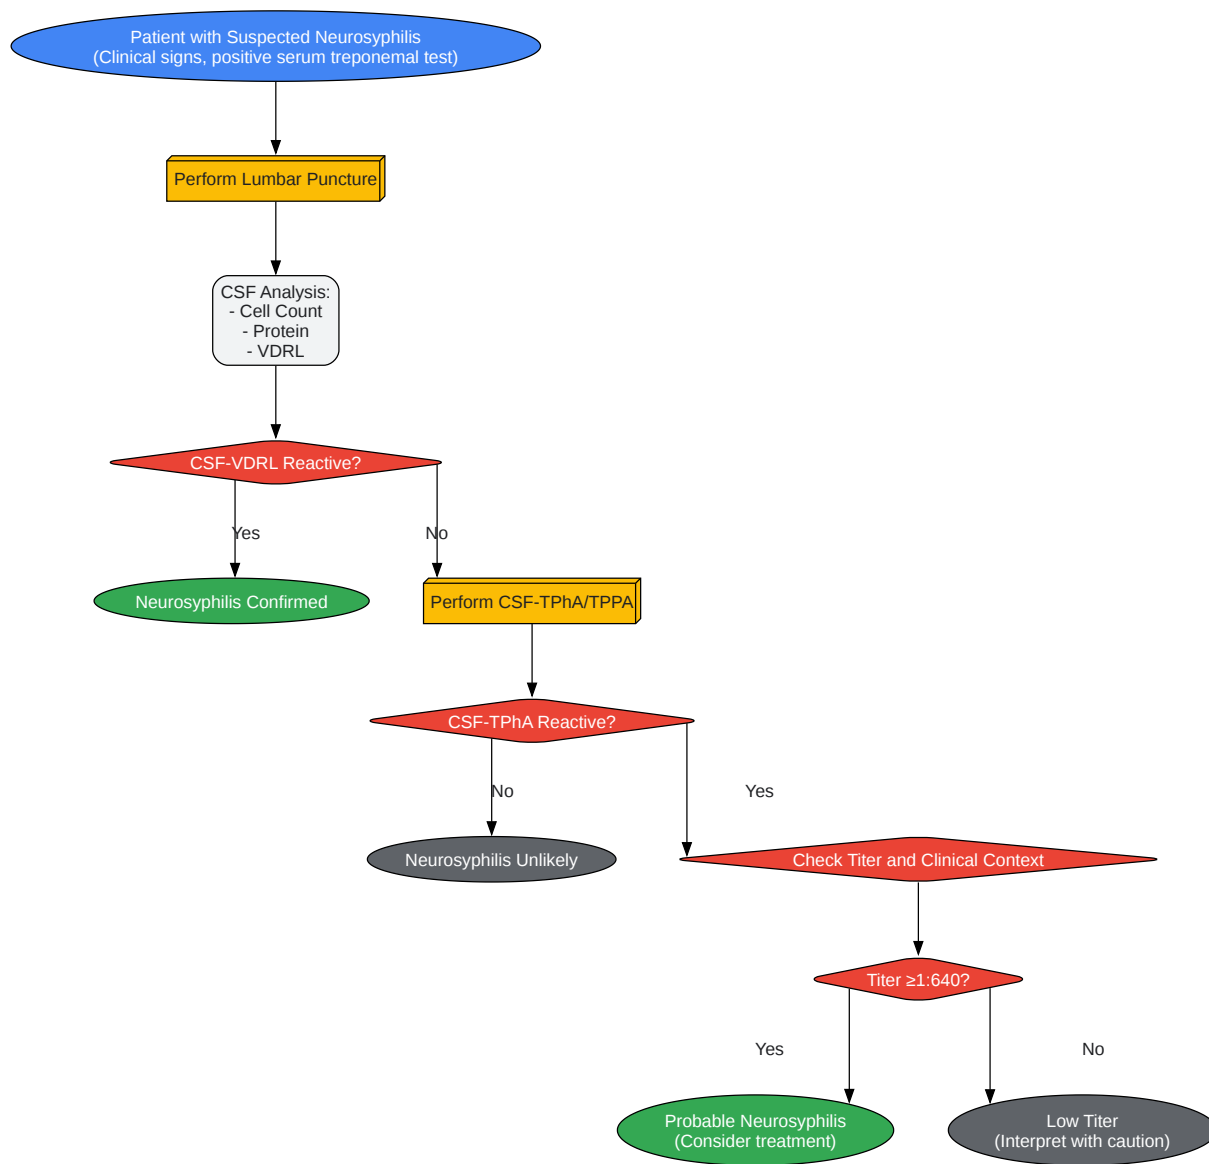 Patient with Suspected Neurosyphilis
(Clinical signs, positive serum treponemal test)
Perform Lumbar Puncture
CSF Analysis:
- Cell Count
- Protein
- VDRL
CSF-VDRL Reactive?
Yes
No
Neurosyphilis Confirmed
Perform CSF-TPhA/TPPA
CSF-TPhA Reactive?
No
Yes
Neurosyphilis Unlikely
Check Titer and Clinical Context
Titer ≥1:640?
Yes
No
Probable Neurosyphilis
(Consider treatment)
Low Titer
(Interpret with caution)